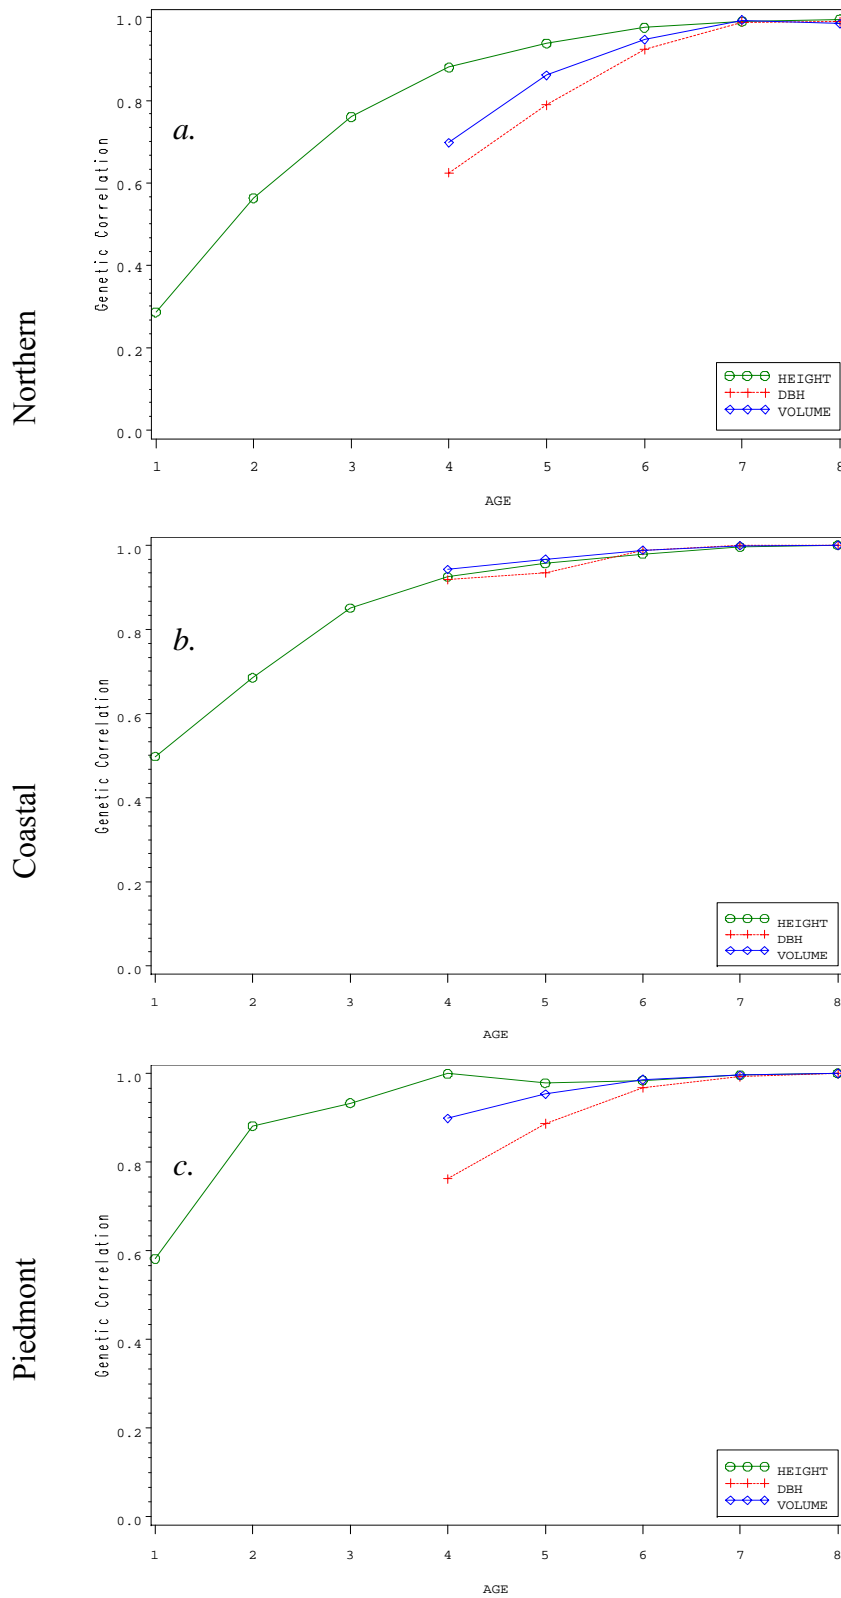 Northern
Genetic Correlation
1.0
0.8
0.6
0.4
0.2
0.0
a.
HEIGHT
DBH
VOLUME
1 2 3 4 5 6 7 8
AGE
Coastal
Genetic Correlation
1.0
0.8
0.6
0.4
0.2
0.0
b.
HEIGHT
DBH
VOLUME
1 2 3 4 5 6 7 8
AGE
Piedmont
Genetic Correlation
1.0
0.8
0.6
0.4
0.2
0.0
c.
HEIGHT
DBH
VOLUME
1 2 3 4 5 6 7 8
AGE